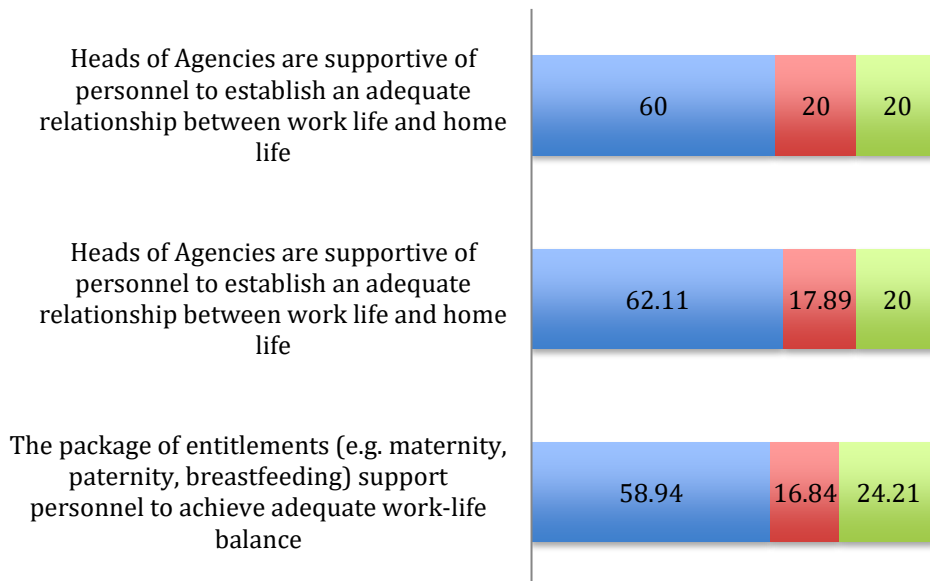 Heads of Agencies are supportive of
personnel to establish an adequate
relationship between work life and home
life
60 20 20
Heads of Agencies are supportive of
personnel to establish an adequate
relationship between work life and home
life
62.11 17.89 20
The package of entitlements (e.g. maternity,
paternity, breastfeeding) support
personnel to achieve adequate work-life
balance
58.94 16.84 24.21